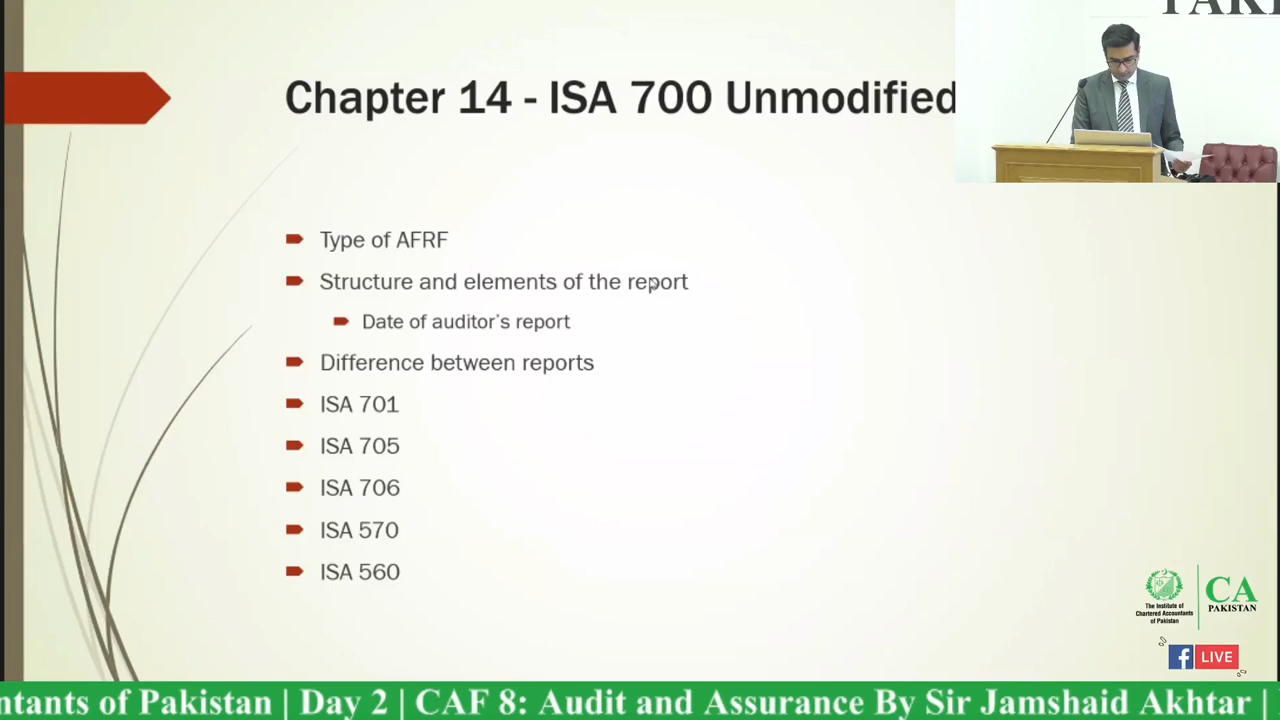 Chapter 14 - ISA 700 Unmodified
Type of AFRF
Structure and elements of the report
Date of auditor's report
Difference between reports
ISA 701
ISA 705
ISA 706
ISA 570
ISA 560
The Institute of
Chartered Accountants
of Pakistan
CA
PAKISTAN
LIVE
ntants of Pakistan | Day 2 | CAF 8: Audit and Assurance By Sir Jamshaid Akhtar |